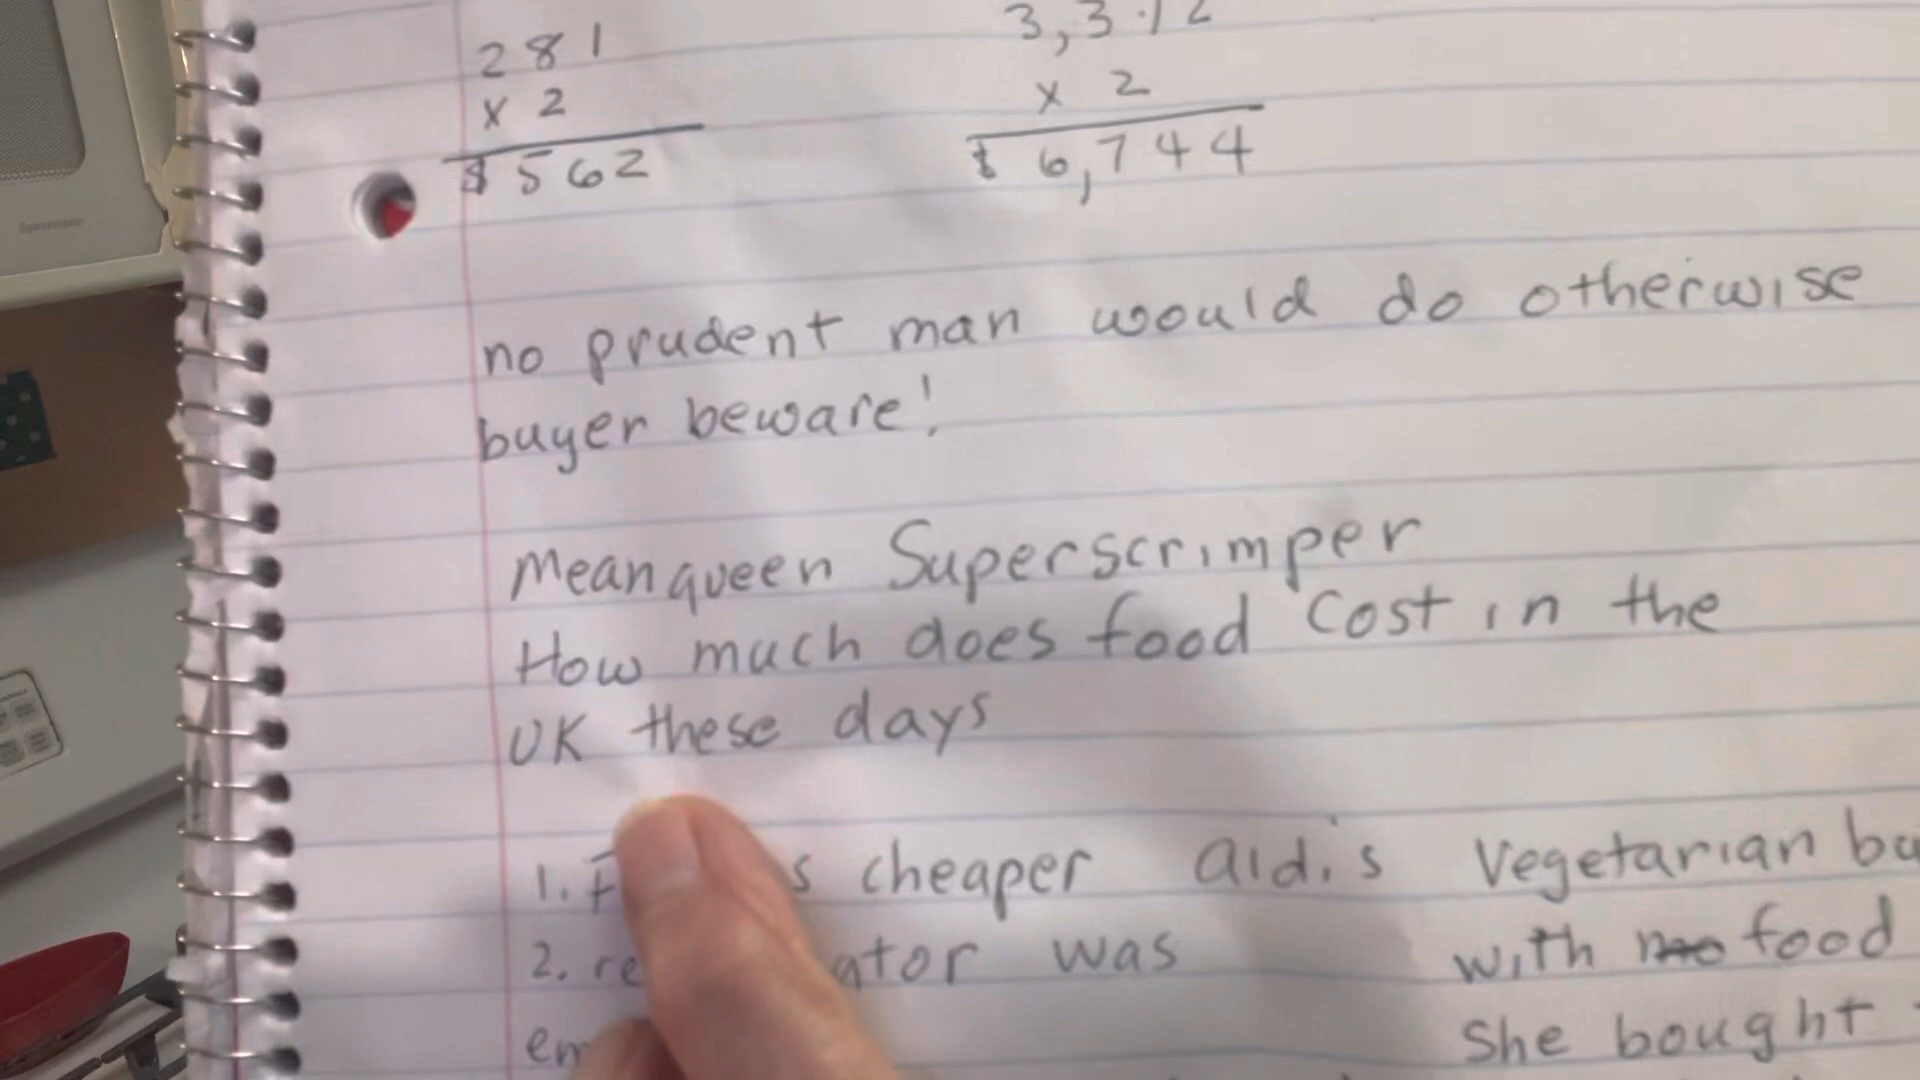 281 3,372
x 2 x 2
$562 $ 6,744
no prudent man would do otherwise
buyer beware!
Meanqueen Superscrimper
How much does food Cost in the
UK these days
1. cheaper aldi's Vegetarian
2. was with food
She bought